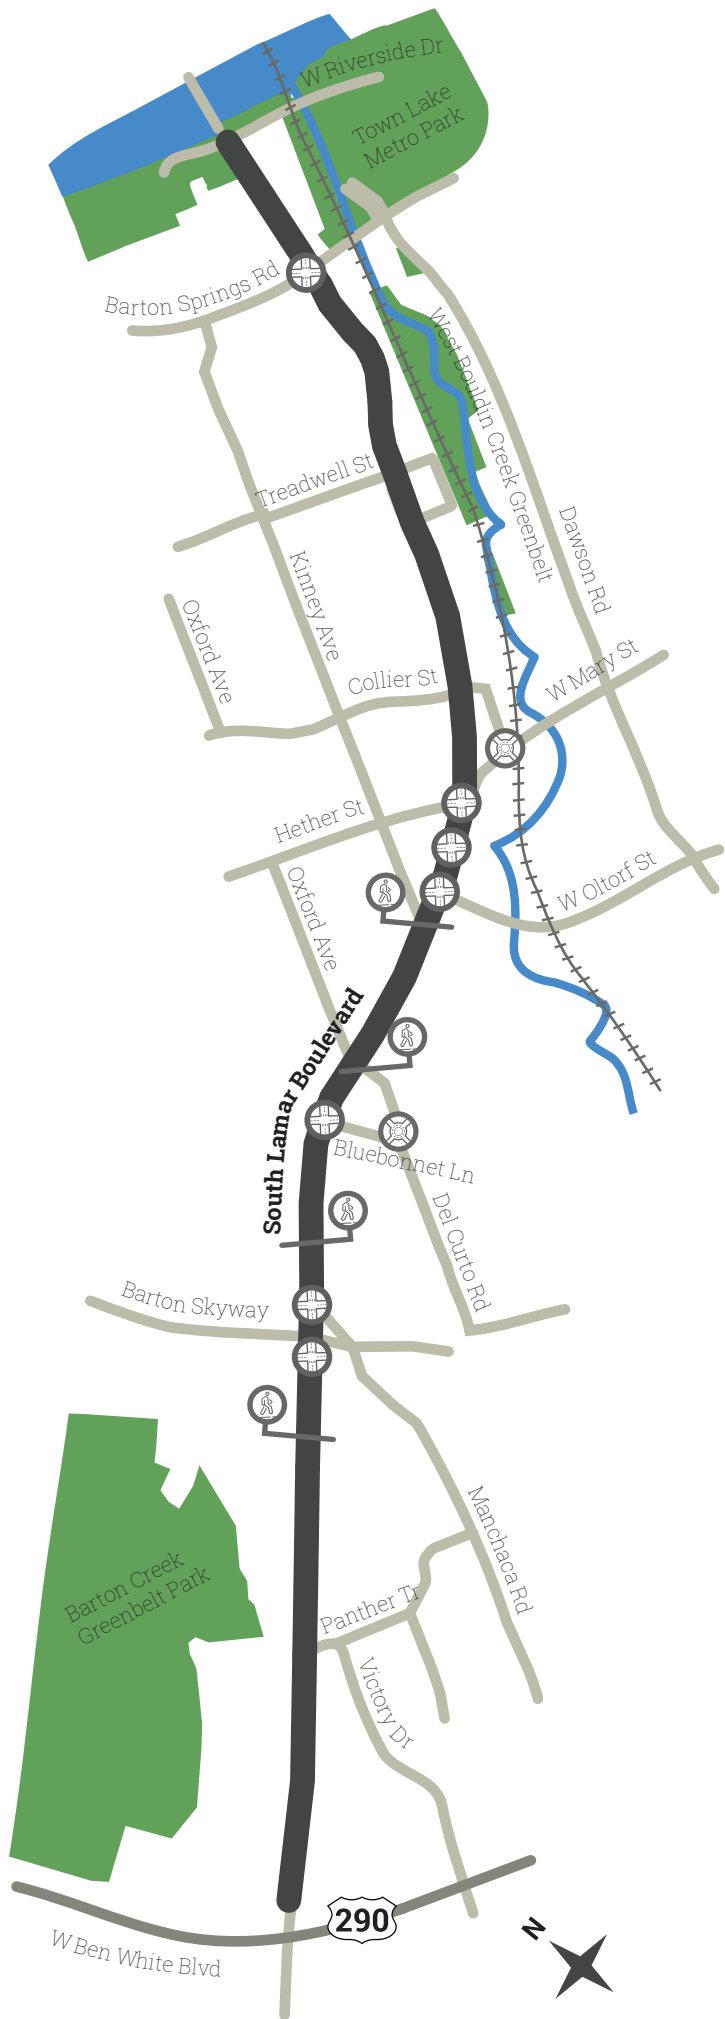 W Riverside Dr
Town Lake
Metro Park
Barton Springs Rd
West Bouldin Creek Greenbelt
Treadwell St
Dawson Rd
Kinney Ave
Oxford Ave
Collier St
W Mary St
Hether St
W Oltorf St
Oxford Ave
South Lamar Boulevard
Bluebonnet Ln
Del Curto Rd
Barton Skyway
Manchaca Rd
Barton Creek
Greenbelt Park
Panther Tr
Victory Dr
290
W Ben White Blvd
N